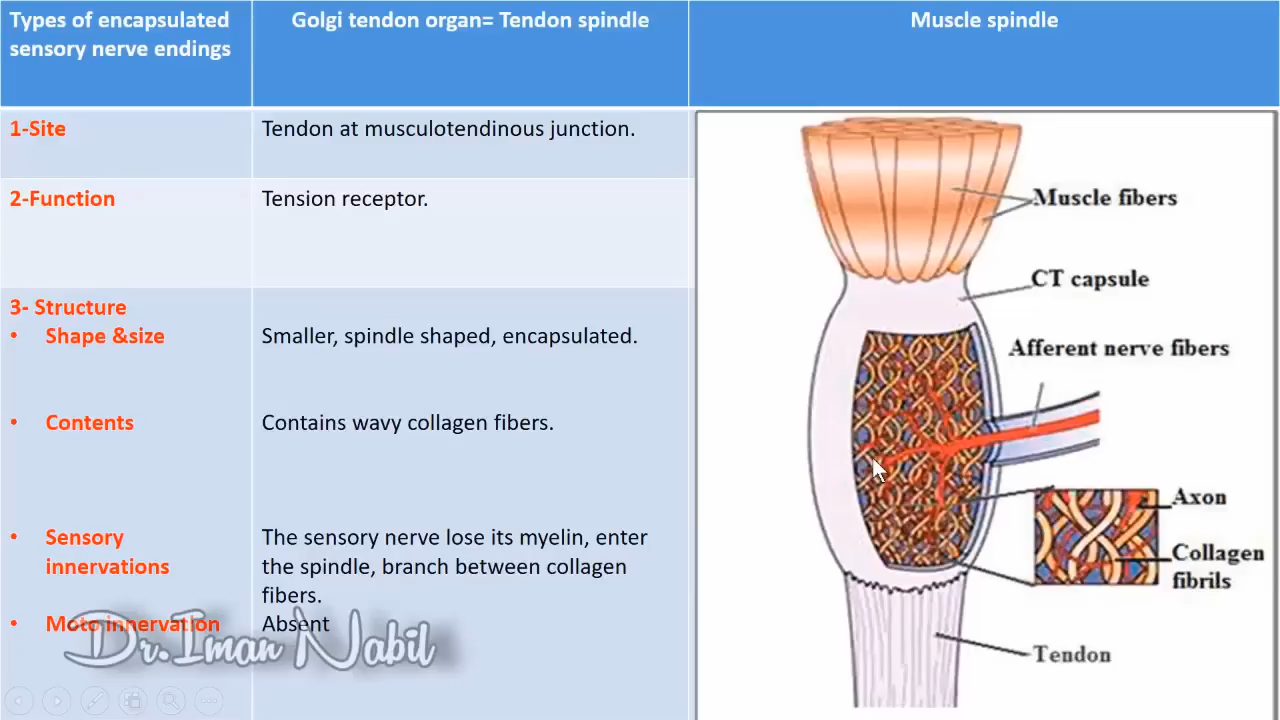 Types of encapsulated
sensory nerve endings
Golgi tendon organ= Tendon spindle
Muscle spindle
1-Site
Tendon at musculotendinous junction.
2-Function
Tension receptor.
3- Structure
• Shape &size
Smaller, spindle shaped, encapsulated.
• Contents
Contains wavy collagen fibers.
• Sensory
innervations
The sensory nerve lose its myelin, enter
the spindle, branch between collagen
fibers.
• Moto innervation
Absent
Muscle fibers
CT capsule
Afferent nerve fibers
Axon
Collagen
fibrils
Tendon
Dr.Iman Nabil